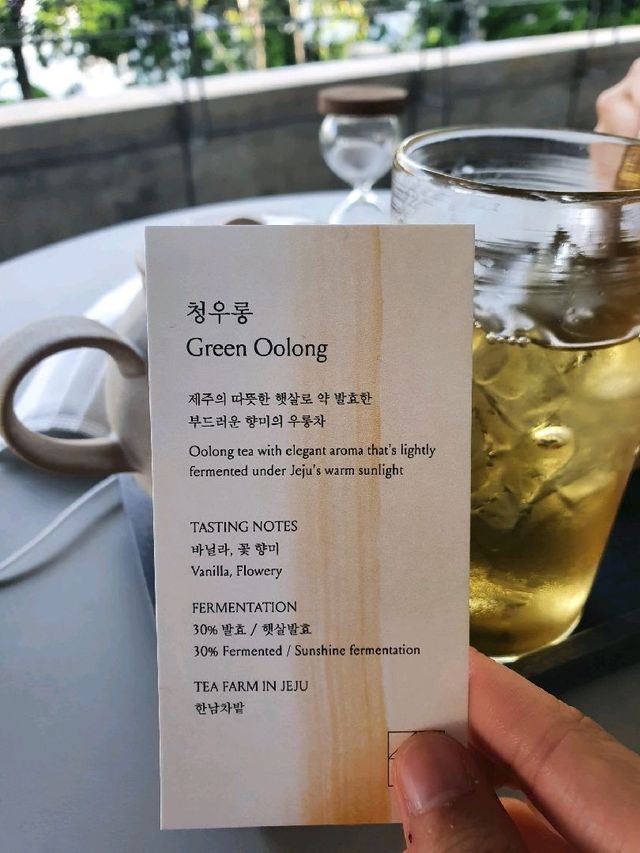 청우롱
Green Oolong
제주의 따뜻한 햇살로 약 발효한
부드러운 향미의 우롱차
Oolong tea with elegant aroma that's lightly
fermented under Jeju's warm sunlight
TASTING NOTES
바닐라, 꽃 향미
Vanilla, Flowery
FERMENTATION
30% 발효 / 햇살발효
30% Fermented / Sunshine fermentation
TEA FARM IN JEJU
한남차밭